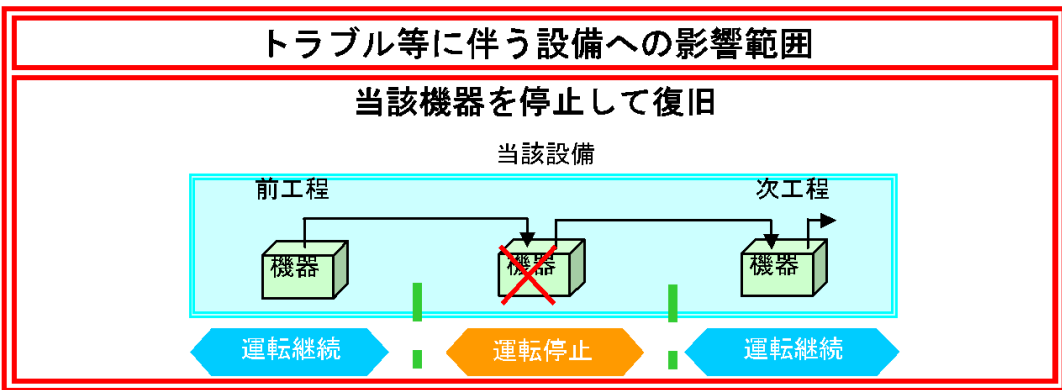 トラブル等に伴う設備への影響範囲
当該機器を停止して復旧
当該設備
前工程
次工程
機器
機器
機器
運転継続
運転停止
運転継続